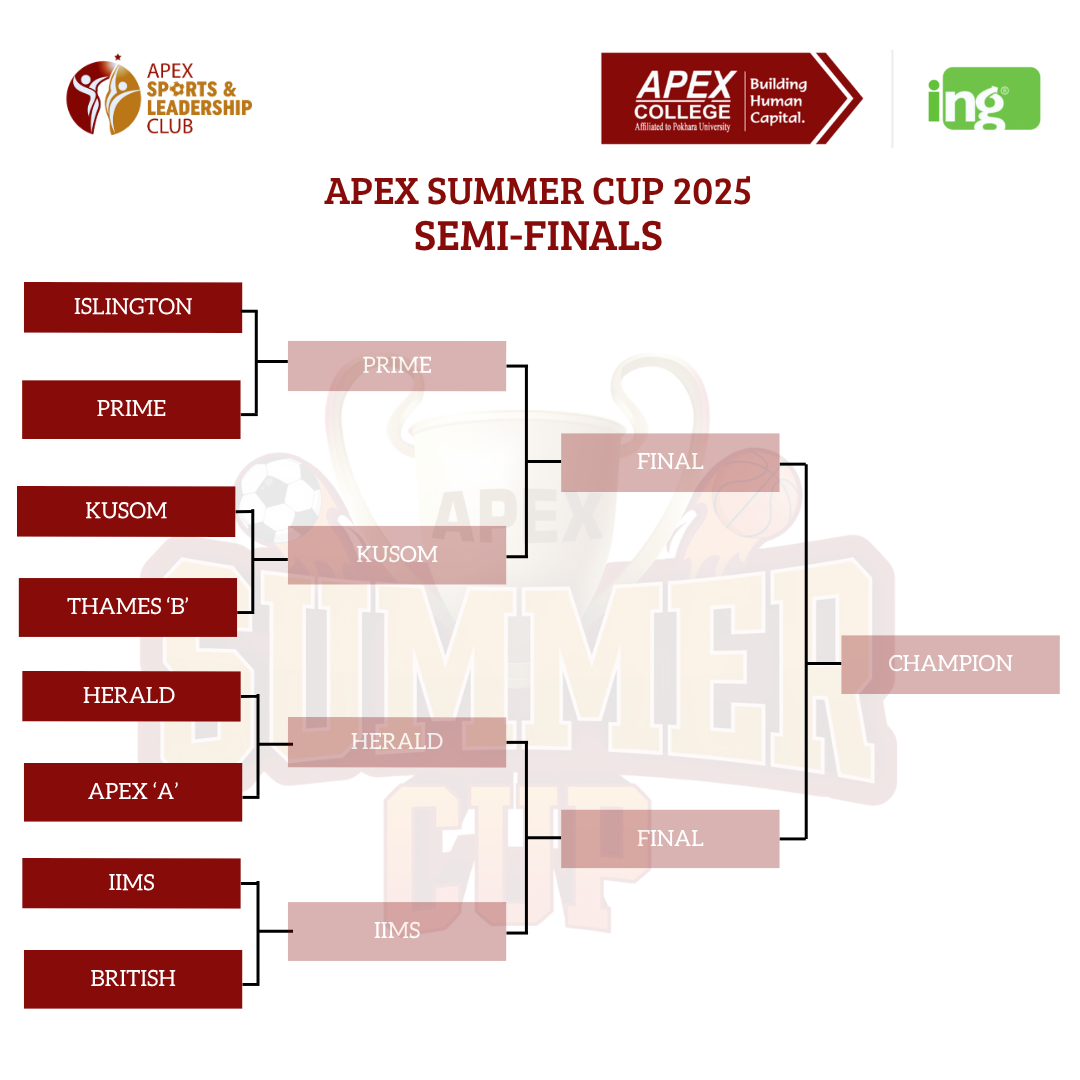 APEX
SPORTS &
LEADERSHIP
CLUB
APEX
COLLEGE
Affiliated to Pokhara University
Building
Human
Capital.
ing®
APEX SUMMER CUP 2025
SEMI-FINALS
ISLINGTON
PRIME
PRIME
KUSOM
THAMES ‘B’
KUSOM
HERALD
APEX ‘A’
HERALD
IIMS
BRITISH
IIMS
FINAL
FINAL
CHAMPION
APEX
SUMMER
CUP